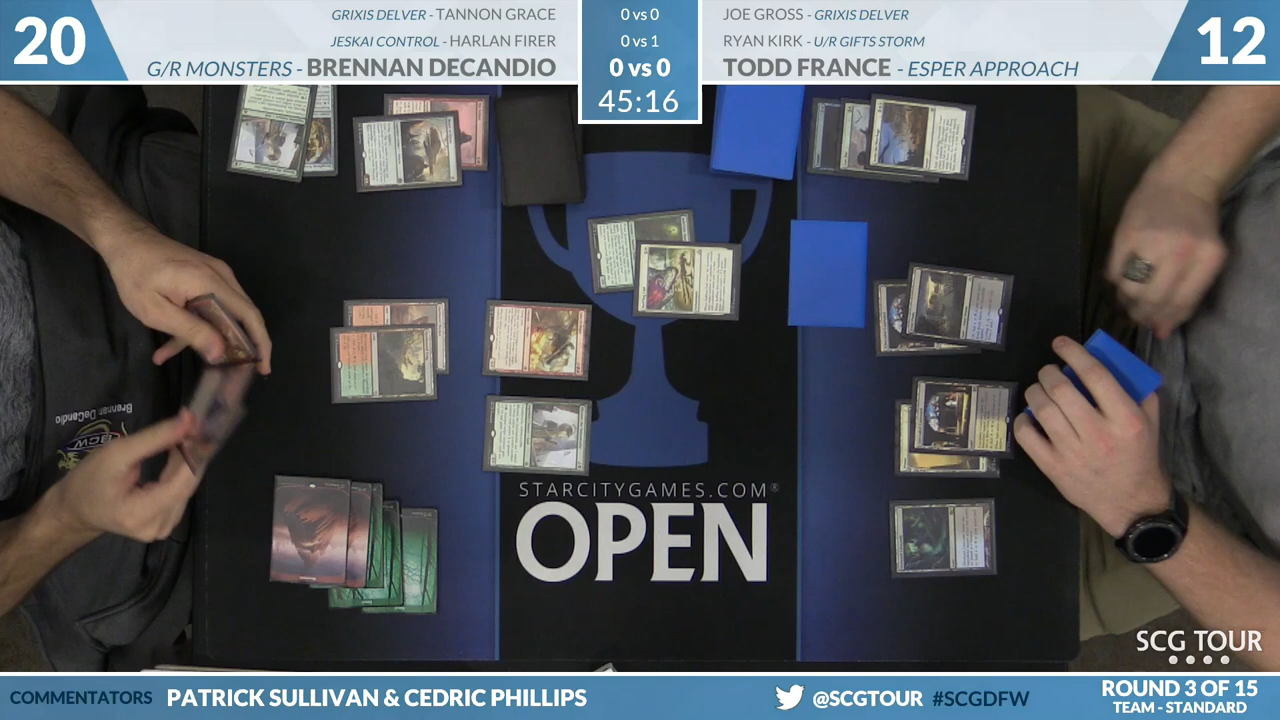 20
GRIXIS DELVER - TANNON GRACE
JESKAI CONTROL - HARLAN FIRER
G/R MONSTERS - BRENNAN DECANDIO
0 vs 0
0 vs 1
0 vs 0
45:16
JOE GROSS - GRIXIS DELVER
RYAN KIRK - U/R GIFTS STORM
TODD FRANCE - ESPER APPROACH
12
Brennan DeCandio
BCW
STARCITYGAMES.COM®
OPEN
SCG TOUR
COMMENTATORS PATRICK SULLIVAN & CEDRIC PHILLIPS
@SCGTOUR #SCGDFW
ROUND 3 OF 15
TEAM - STANDARD